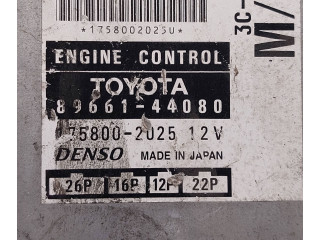 *1758002025U*
3C-
M/
ENGINE CONTROL
TOYOTA
89661-44080
175800-2025 12V
DENSO MADE IN JAPAN
26P 16P 12P 22P